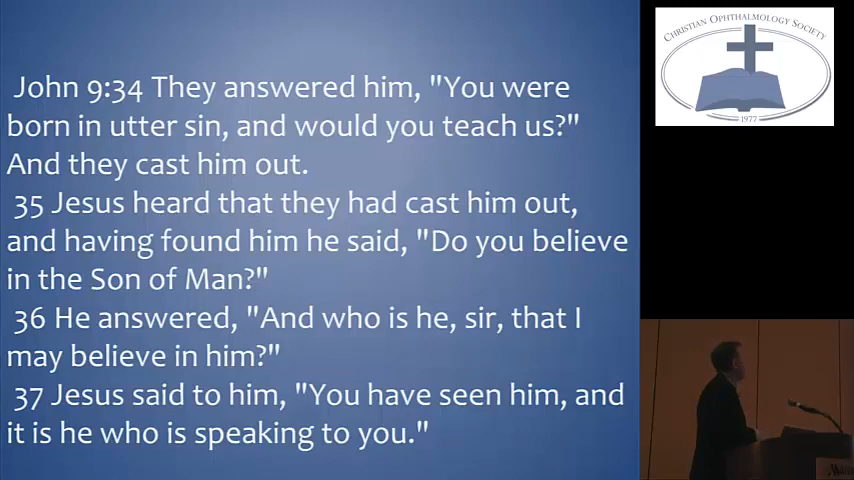 John 9:34 They answered him, "You were
born in utter sin, and would you teach us?"
And they cast him out.
35 Jesus heard that they had cast him out,
and having found him he said, "Do you believe
in the Son of Man?"
36 He answered, "And who is he, sir, that I
may believe in him?"
37 Jesus said to him, "You have seen him, and
it is he who is speaking to you."
CHRISTIAN OPHTHALMOLOGY SOCIETY
1977